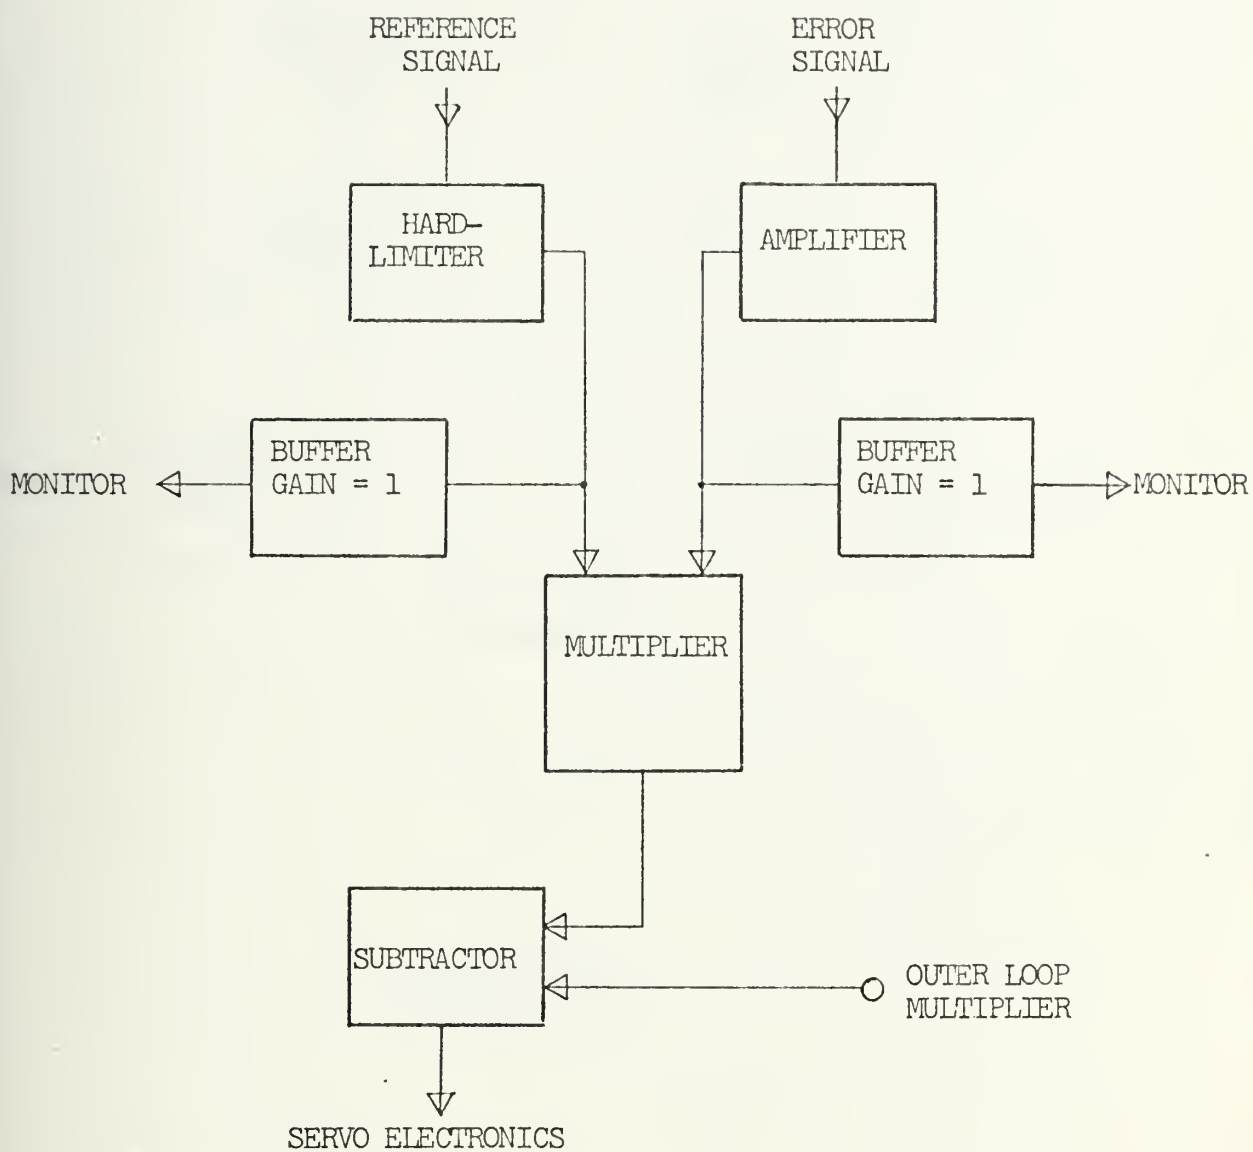 REFERENCE
SIGNAL
ERROR
SIGNAL
HARD-
LIMITER
AMPLIFIER
MONITOR
BUFFER
GAIN = 1
BUFFER
GAIN = 1
MONITOR
MULTIPLIER
SUBTRACTOR
OUTER LOOP
MULTIPLIER
SERVO ELECTRONICS